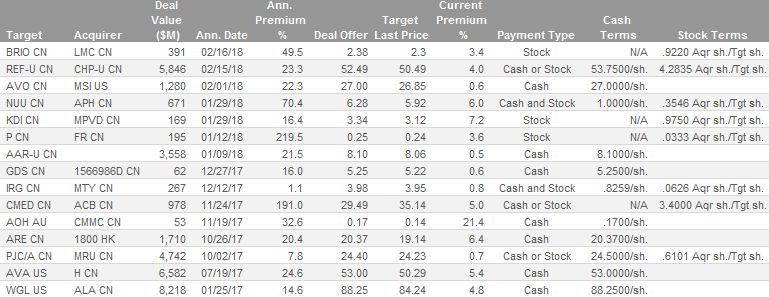 Deal Ann. Current
Value Premium Target Premium Cash
Target Acquirer ($M) Ann. Date % Deal Offer Last Price % Payment Type Terms Stock Terms
BRIO CN LMC CN 391 02/16/18 49.5 2.38 2.3 3.4 Stock N/A .9220 Aqr sh./Tgt sh.
REF-U CN CHP-U CN 5,846 02/15/18 23.3 52.49 50.49 4.0 Cash or Stock 53.7500/sh. 4.2835 Aqr sh./Tgt sh.
AVO CN MSI US 1,280 02/01/18 22.3 27.00 26.85 0.6 Cash 27.0000/sh.
NUU CN APH CN 671 01/29/18 70.4 6.28 5.92 6.0 Cash and Stock 1.0000/sh. .3546 Aqr sh./Tgt sh.
KDI CN MPVD CN 169 01/29/18 16.4 3.34 3.12 7.2 Stock N/A .9750 Aqr sh./Tgt sh.
P CN FR CN 195 01/12/18 219.5 0.25 0.24 3.6 Stock N/A .0333 Aqr sh./Tgt sh.
AAR-U CN 3,558 01/09/18 21.5 8.10 8.06 0.5 Cash 8.1000/sh.
GDS CN 1566986D CN 62 12/27/17 16.0 5.25 5.22 0.6 Cash 5.2500/sh.
IRG CN MTY CN 267 12/12/17 1.1 3.98 3.95 0.8 Cash and Stock .8259/sh. .0626 Aqr sh./Tgt sh.
CMED CN ACB CN 978 11/24/17 191.0 29.49 35.14 5.0 Cash or Stock N/A 3.4000 Aqr sh./Tgt sh.
AOH AU CMMC CN 53 11/19/17 32.6 0.17 0.14 21.4 Cash .1700/sh.
ARE CN 1800 HK 1,710 10/26/17 20.4 20.37 19.14 6.4 Cash 20.3700/sh.
PJC/A CN MRU CN 4,742 10/02/17 7.8 24.40 24.23 0.7 Cash or Stock 24.5000/sh. .6101 Aqr sh./Tgt sh.
AVA US H CN 6,582 07/19/17 24.6 53.00 50.29 5.4 Cash 53.0000/sh.
WGL US ALA CN 8,218 01/25/17 14.6 88.25 84.24 4.8 Cash 88.2500/sh.